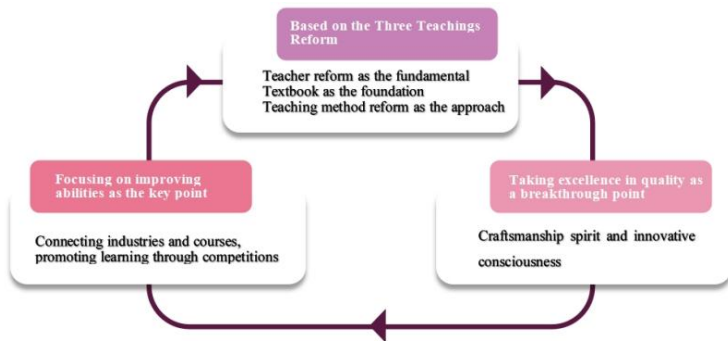 Based on the Three Teachings
Reform
Teacher reform as the fundamental
Textbook as the foundation
Teaching method reform as the approach
Focusing on improving
abilities as the key point
Connecting industries and courses,
promoting learning through competitions
Taking excellence in quality as
a breakthrough point
Craftsmanship spirit and innovative
consciousness